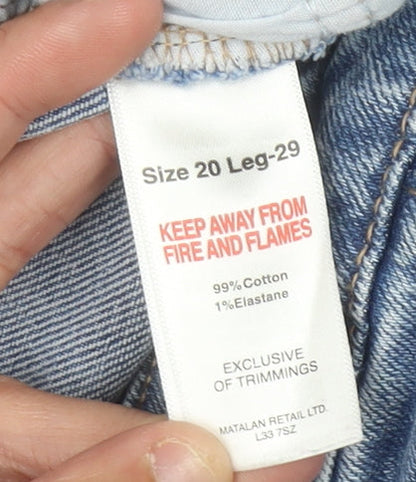 Size 20 Leg-29
KEEP AWAY FROM
FIRE AND FLAMES
99%Cotton
1%Elastane
EXCLUSIVE
OF TRIMMINGS
MATALAN RETAIL LTD.
L33 7SZ